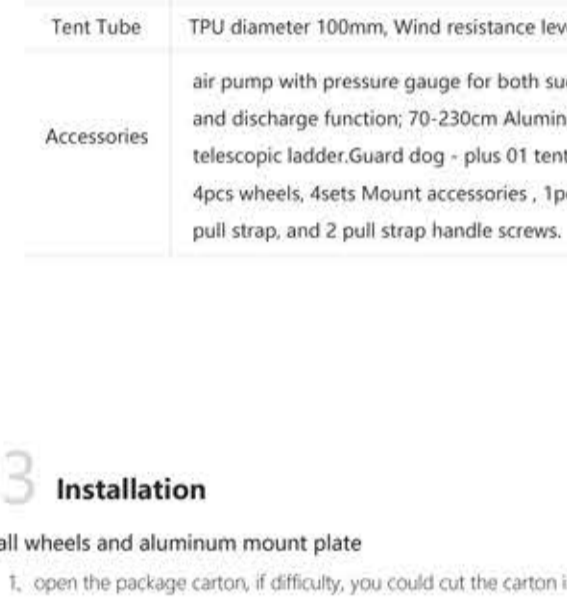 Tent Tube TPU diameter 100mm, Wind resistance lev
air pump with pressure gauge for both su
and discharge function; 70-230cm Alumin
Accessories
telescopic ladder.Guard dog - plus 01 tent
4pcs wheels, 4sets Mount accessories , 1p
pull strap, and 2 pull strap handle screws.
3 Installation
all wheels and aluminum mount plate
1, open the package carton, if difficulty, you could cut the carton i